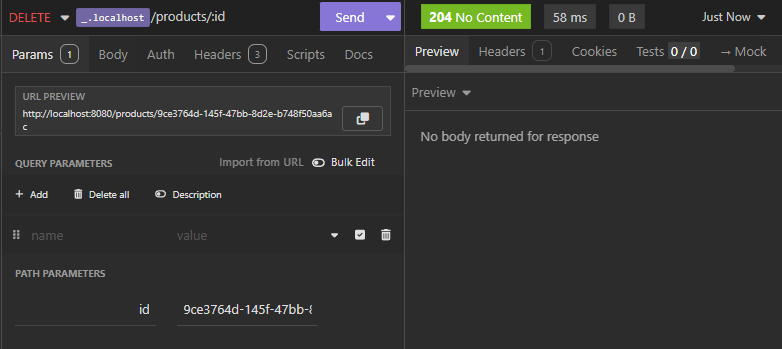 DELETE _.localhost /products/:id Send
204 No Content 58 ms 0 B Just Now
Params 1 Body Auth Headers 3 Scripts Docs
Preview Headers 1 Cookies Tests 0 / 0 → Mock
URL PREVIEW
http://localhost:8080/products/9ce3764d-145f-47bb-8d2e-b748f50aa6a
c
Preview
No body returned for response
QUERY PARAMETERS Import from URL Bulk Edit
+ Add Delete all Description
name value
PATH PARAMETERS
id 9ce3764d-145f-47bb-8